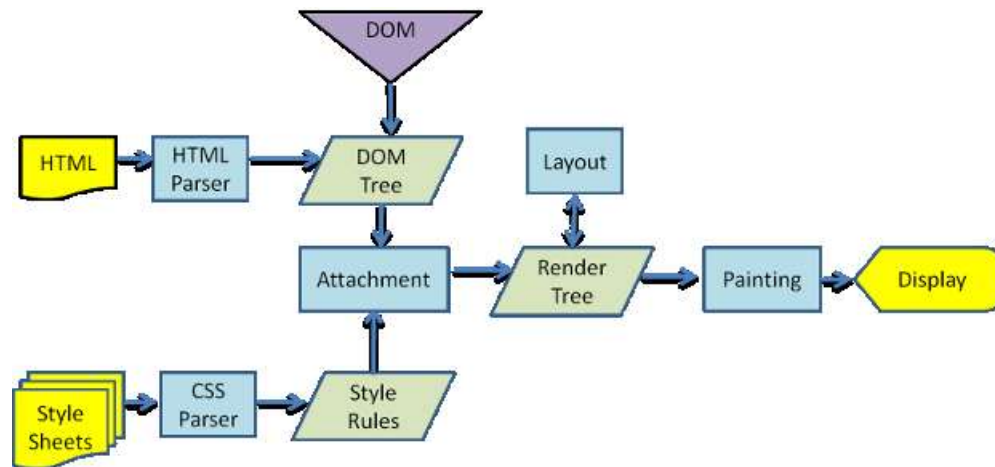 DOM
HTML
HTML
Parser
DOM
Tree
Layout
Attachment
Render
Tree
Painting
Display
Style
Sheets
CSS
Parser
Style
Rules